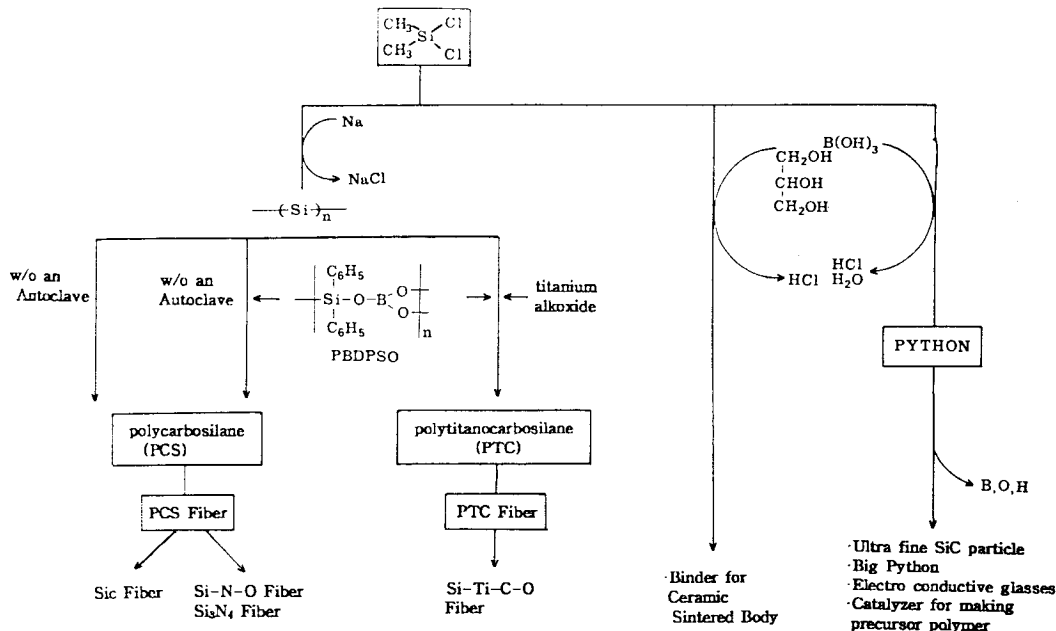 CH₃ Cl
Si
CH₃ Cl
Na
NaCl
—(Si)—n
CH₂OH
CHOH
CH₂OH
B(OH)₃
HCl
HCl
H₂O
w/o an
Autoclave
w/o an
Autoclave
C₆H₅
—Si—O—B
O
O
C₆H₅
n
PBDPSO
titanium
alkoxide
PYTHON
polycarbosilane
(PCS)
polytitanocarbosilane
(PTC)
B,O,H
PCS Fiber
PTC Fiber
Sic Fiber
Si-N-O Fiber
Si₃N₄ Fiber
Si-Ti-C-O
Fiber
·Binder for
Ceramic
Sintered Body
·Ultra fine SiC particle
·Big Python
·Electro conductive glasses
·Catalyzer for making
precursor polymer